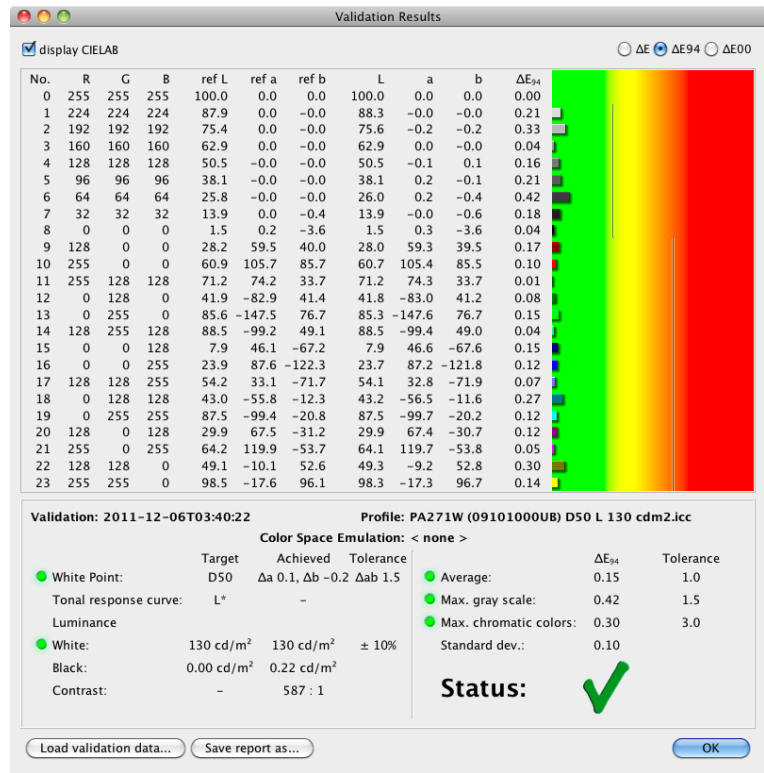 Validation Results
display CIELAB ΔE ΔE94 ΔE00
No. R G B ref L ref a ref b L a b ΔE₉₄
0 255 255 255 100.0 0.0 0.0 100.0 0.0 0.0 0.00
1 224 224 224 87.9 0.0 −0.0 88.3 −0.0 −0.0 0.21
2 192 192 192 75.4 0.0 −0.0 75.6 −0.2 −0.2 0.33
3 160 160 160 62.9 0.0 −0.0 62.9 0.0 −0.0 0.04
4 128 128 128 50.5 −0.0 −0.0 50.5 −0.1 0.1 0.16
5 96 96 96 38.1 −0.0 −0.0 38.1 0.2 −0.1 0.21
6 64 64 64 25.8 −0.0 −0.0 26.0 0.2 −0.4 0.42
7 32 32 32 13.9 0.0 −0.4 13.9 −0.0 −0.6 0.18
8 0 0 0 1.5 0.2 −3.6 1.5 0.3 −3.6 0.04
9 128 0 0 28.2 59.5 40.0 28.0 59.3 39.5 0.17
10 255 0 0 60.9 105.7 85.7 60.7 105.4 85.5 0.10
11 255 128 128 71.2 74.2 33.7 71.2 74.3 33.7 0.01
12 0 128 0 41.9 −82.9 41.4 41.8 −83.0 41.2 0.08
13 0 255 0 85.6 −147.5 76.7 85.3 −147.6 76.7 0.15
14 128 255 128 88.5 −99.2 49.1 88.5 −99.4 49.0 0.04
15 0 0 128 7.9 46.1 −67.2 7.9 46.6 −67.6 0.15
16 0 0 255 23.9 87.6 −122.3 23.7 87.2 −121.8 0.12
17 128 128 255 54.2 33.1 −71.7 54.1 32.8 −71.9 0.07
18 0 128 128 43.0 −55.8 −12.3 43.2 −56.5 −11.6 0.27
19 0 255 255 87.5 −99.4 −20.8 87.5 −99.7 −20.2 0.12
20 128 0 128 29.9 67.5 −31.2 29.9 67.4 −30.7 0.12
21 255 0 255 64.2 119.9 −53.7 64.1 119.7 −53.8 0.05
22 128 128 0 49.1 −10.1 52.6 49.3 −9.2 52.8 0.30
23 255 255 0 98.5 −17.6 96.1 98.3 −17.3 96.7 0.14
Validation: 2011−12−06T03:40:22 Profile: PA271W (09101000UB) D50 L 130 cdm2.icc
Color Space Emulation: < none >
Target Achieved Tolerance
White Point: D50 Δa 0.1, Δb −0.2 Δab 1.5
Tonal response curve: L* –
Luminance
White: 130 cd/m² 130 cd/m² ± 10%
Black: 0.00 cd/m² 0.22 cd/m²
Contrast: – 587 : 1
ΔE₉₄ Tolerance
Average: 0.15 1.0
Max. gray scale: 0.42 1.5
Max. chromatic colors: 0.30 3.0
Standard dev.: 0.10
Status:
Load validation data... Save report as... OK